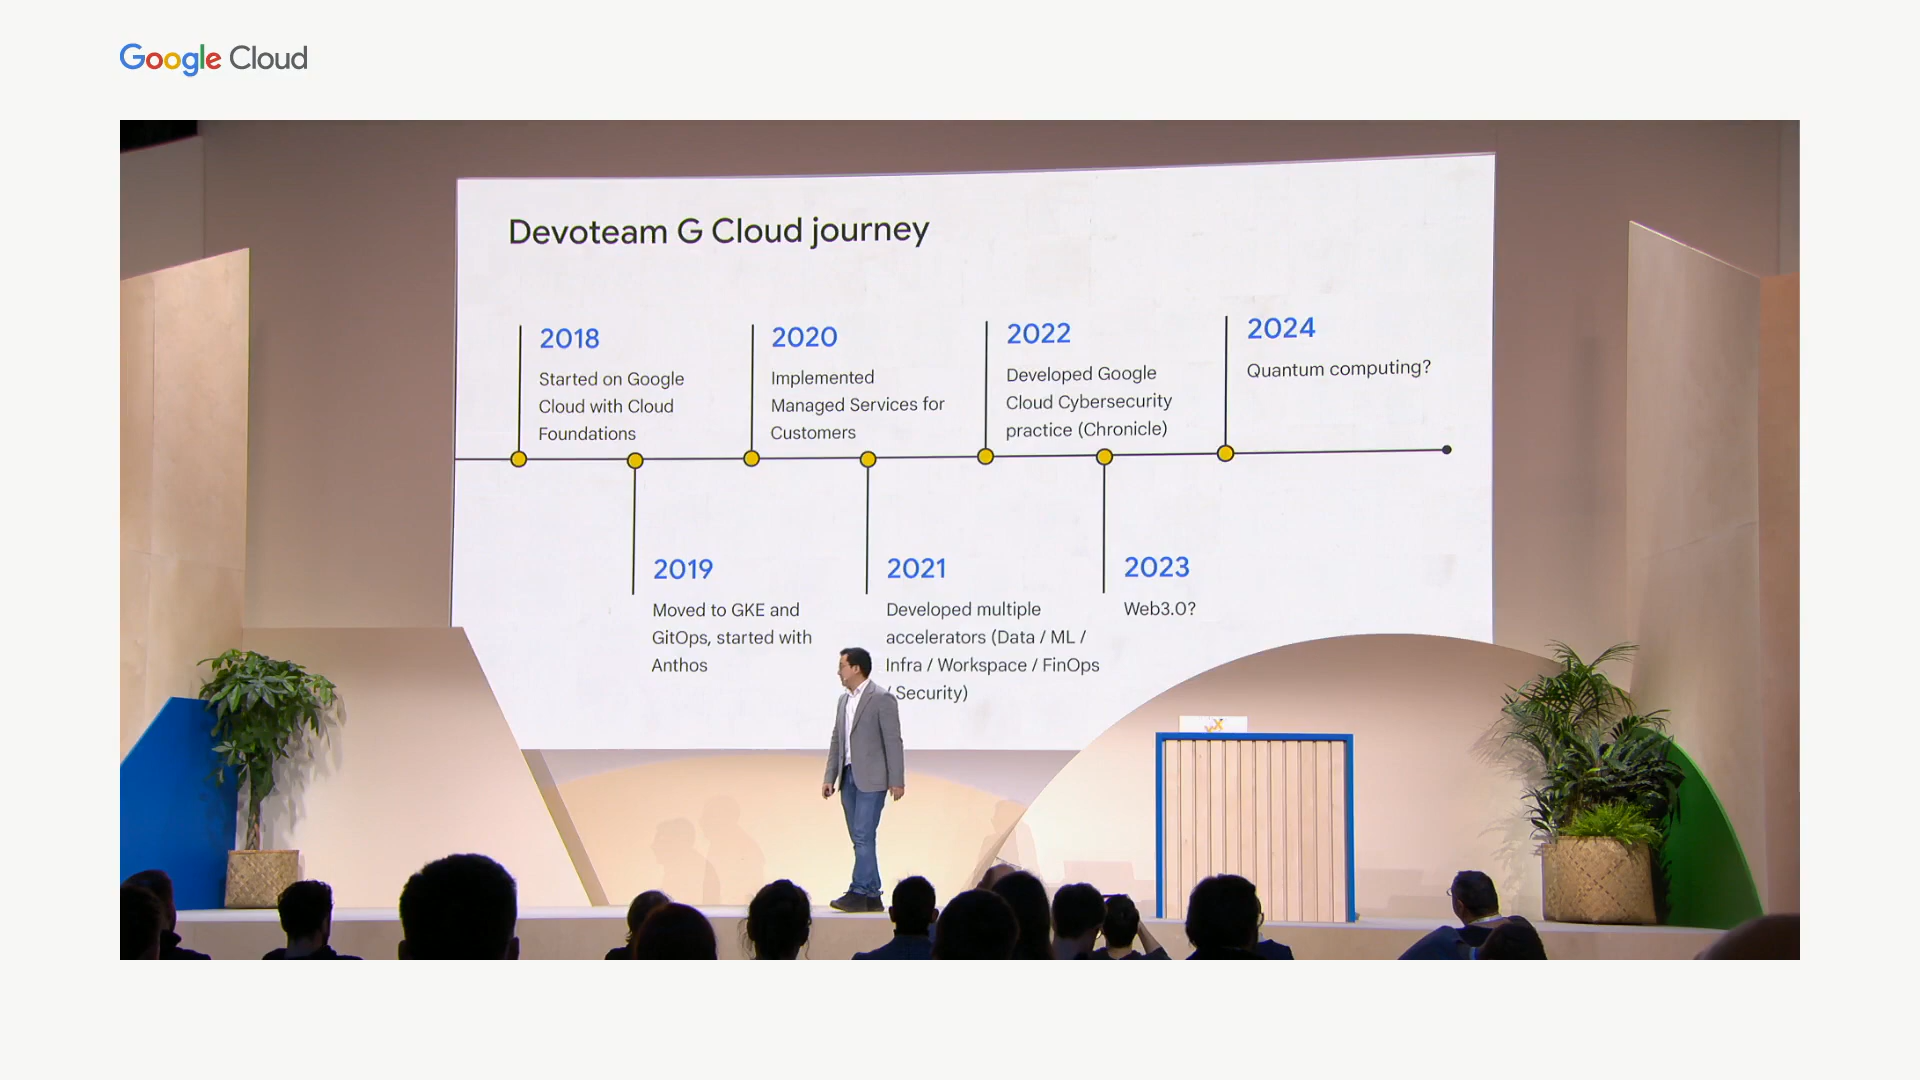 Google Cloud
Devoteam G Cloud journey
2018
Started on Google
Cloud with Cloud
Foundations
2020
Implemented
Managed Services for
Customers
2022
Developed Google
Cloud Cybersecurity
practice (Chronicle)
2024
Quantum computing?
2019
Moved to GKE and
GitOps, started with
Anthos
2021
Developed multiple
accelerators (Data / ML /
Infra / Workspace / FinOps
/ Security)
2023
Web3.0?